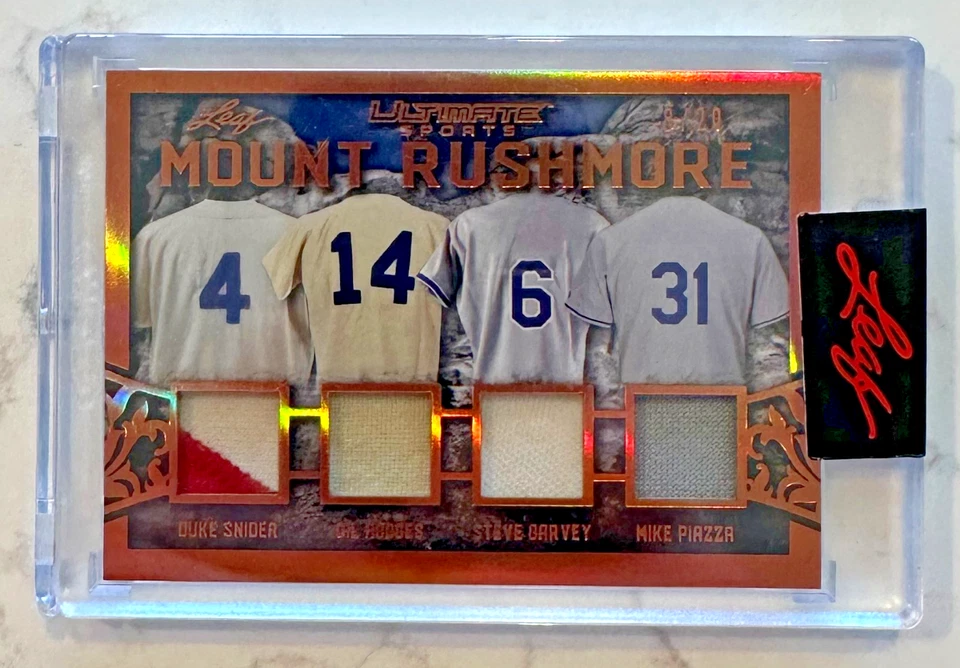 Leaf
ULTIMATE
SPORTS
MOUNT RUSHMORE
4
14
6
31
Leaf
DUKE SNIDER
GIL HODGES
STEVE GARVEY
MIKE PIAZZA